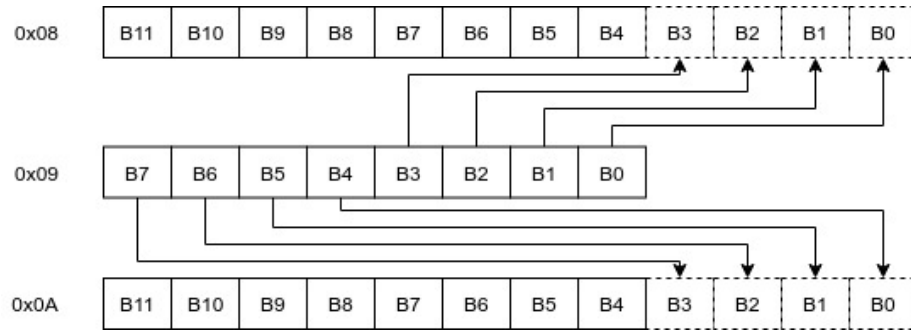 0x08 B11 B10 B9 B8 B7 B6 B5 B4 B3 B2 B1 B0
0x09 B7 B6 B5 B4 B3 B2 B1 B0
0x0A B11 B10 B9 B8 B7 B6 B5 B4 B3 B2 B1 B0